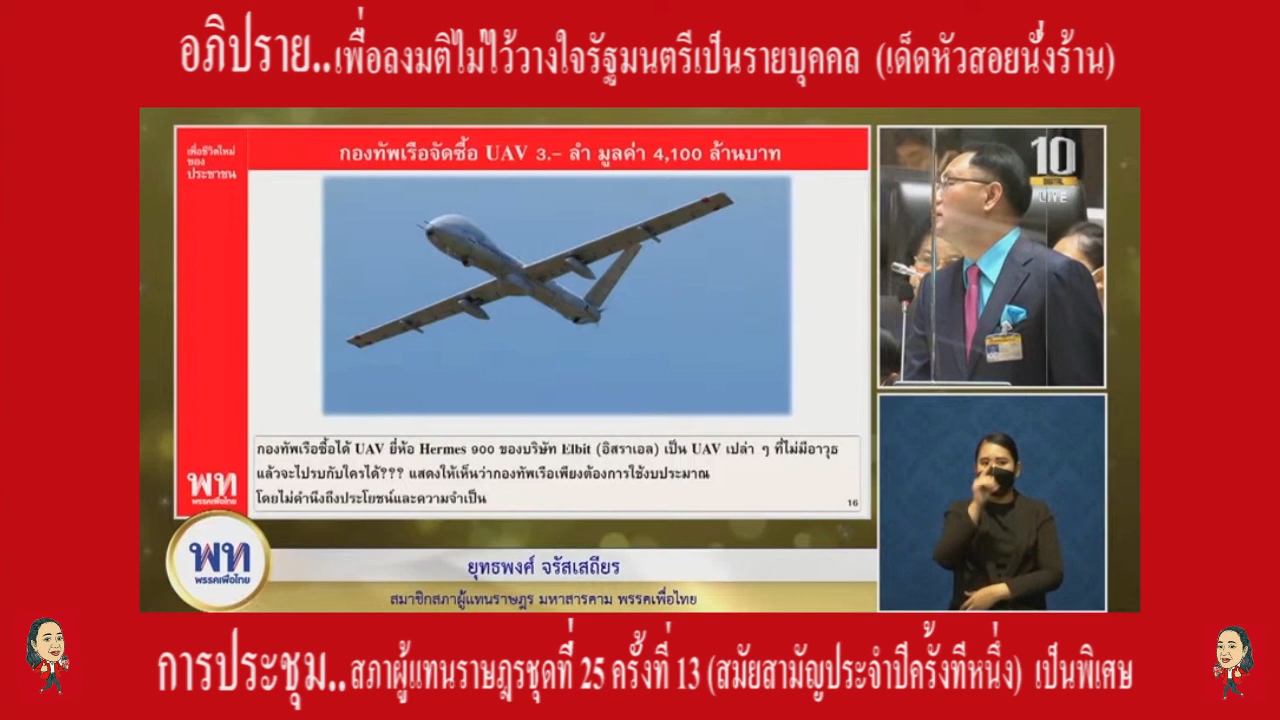 อภิปราย..เพื่อลงมติไม่ไว้วางใจรัฐมนตรีเป็นรายบุคคล (เด็ดหัวสอยนั่งร้าน)
เพื่อชีวิตใหม่
ของ
ประชาชน
กองทัพเรือจัดซื้อ UAV 3.– ลำ มูลค่า 4,100 ล้านบาท
10
DIGITAL
LIVE
กองทัพเรือซื้อได้ UAV ยี่ห้อ Hermes ๑๐๐ ของบริษัท Elbit (อิสราเอล) เป็น UAV เปล่า ๆ ที่ไม่มีอาวุธ
แล้วจะไปรบกับใครได้??? แสดงให้เห็นว่ากองทัพเรือเพียงต้องการใช้งบประมาณ
โดยไม่คำนึงถึงประโยชน์และความจำเป็น
16
พท
พรรคเพื่อไทย
พท
พรรคเพื่อไทย
ยุทธพงศ์ จรัสเสถียร
สมาชิกสภาผู้แทนราษฎร มหาสารคาม พรรคเพื่อไทย
การประชุม..สภาผู้แทนราษฎรชุดที่ 25 ครั้งที่ 13 (สมัยสามัญประจำปีครั้งที่หนึ่ง) เป็นพิเศษ